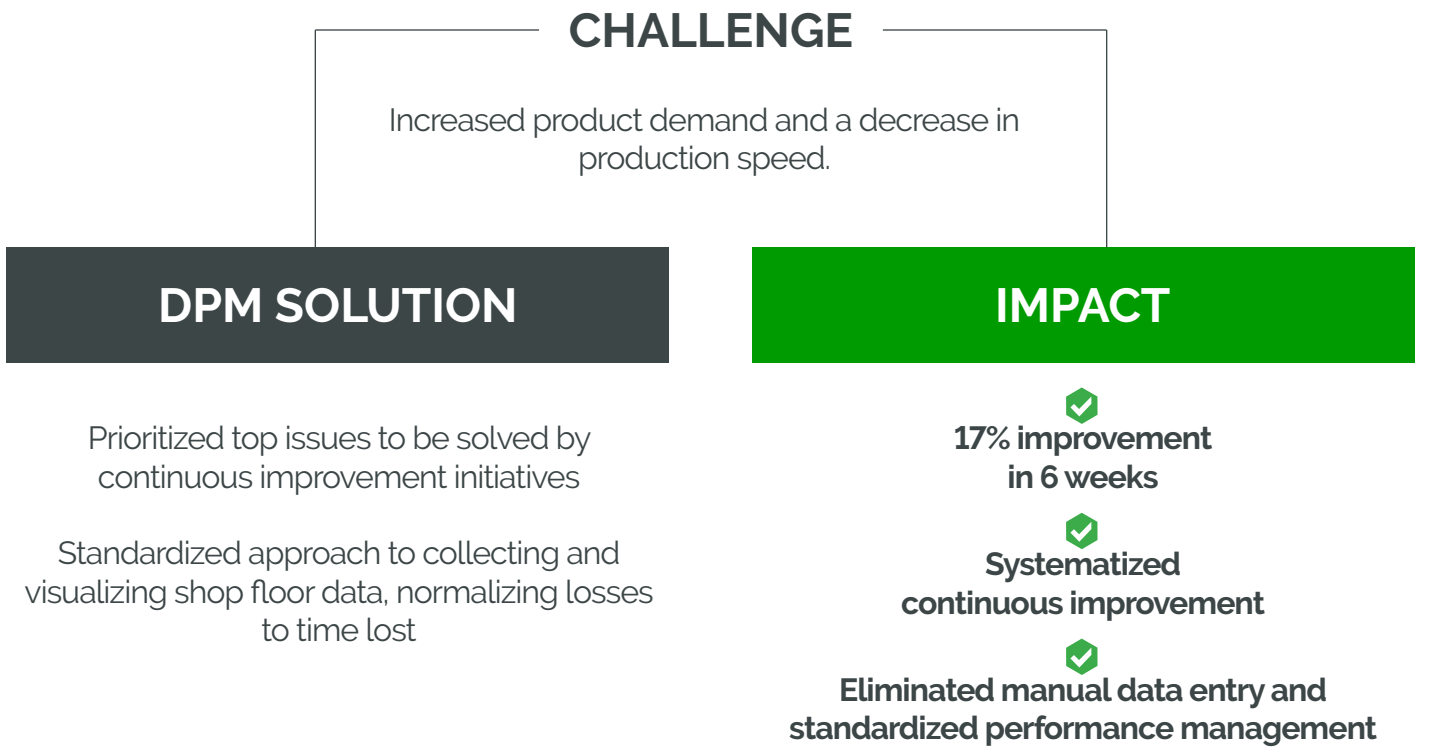 CHALLENGE
Increased product demand and a decrease in
production speed.
DPM SOLUTION
Prioritized top issues to be solved by
continuous improvement initiatives
Standardized approach to collecting and
visualizing shop floor data, normalizing losses
to time lost
IMPACT
17% improvement
in 6 weeks
Systematized
continuous improvement
Eliminated manual data entry and
standardized performance management